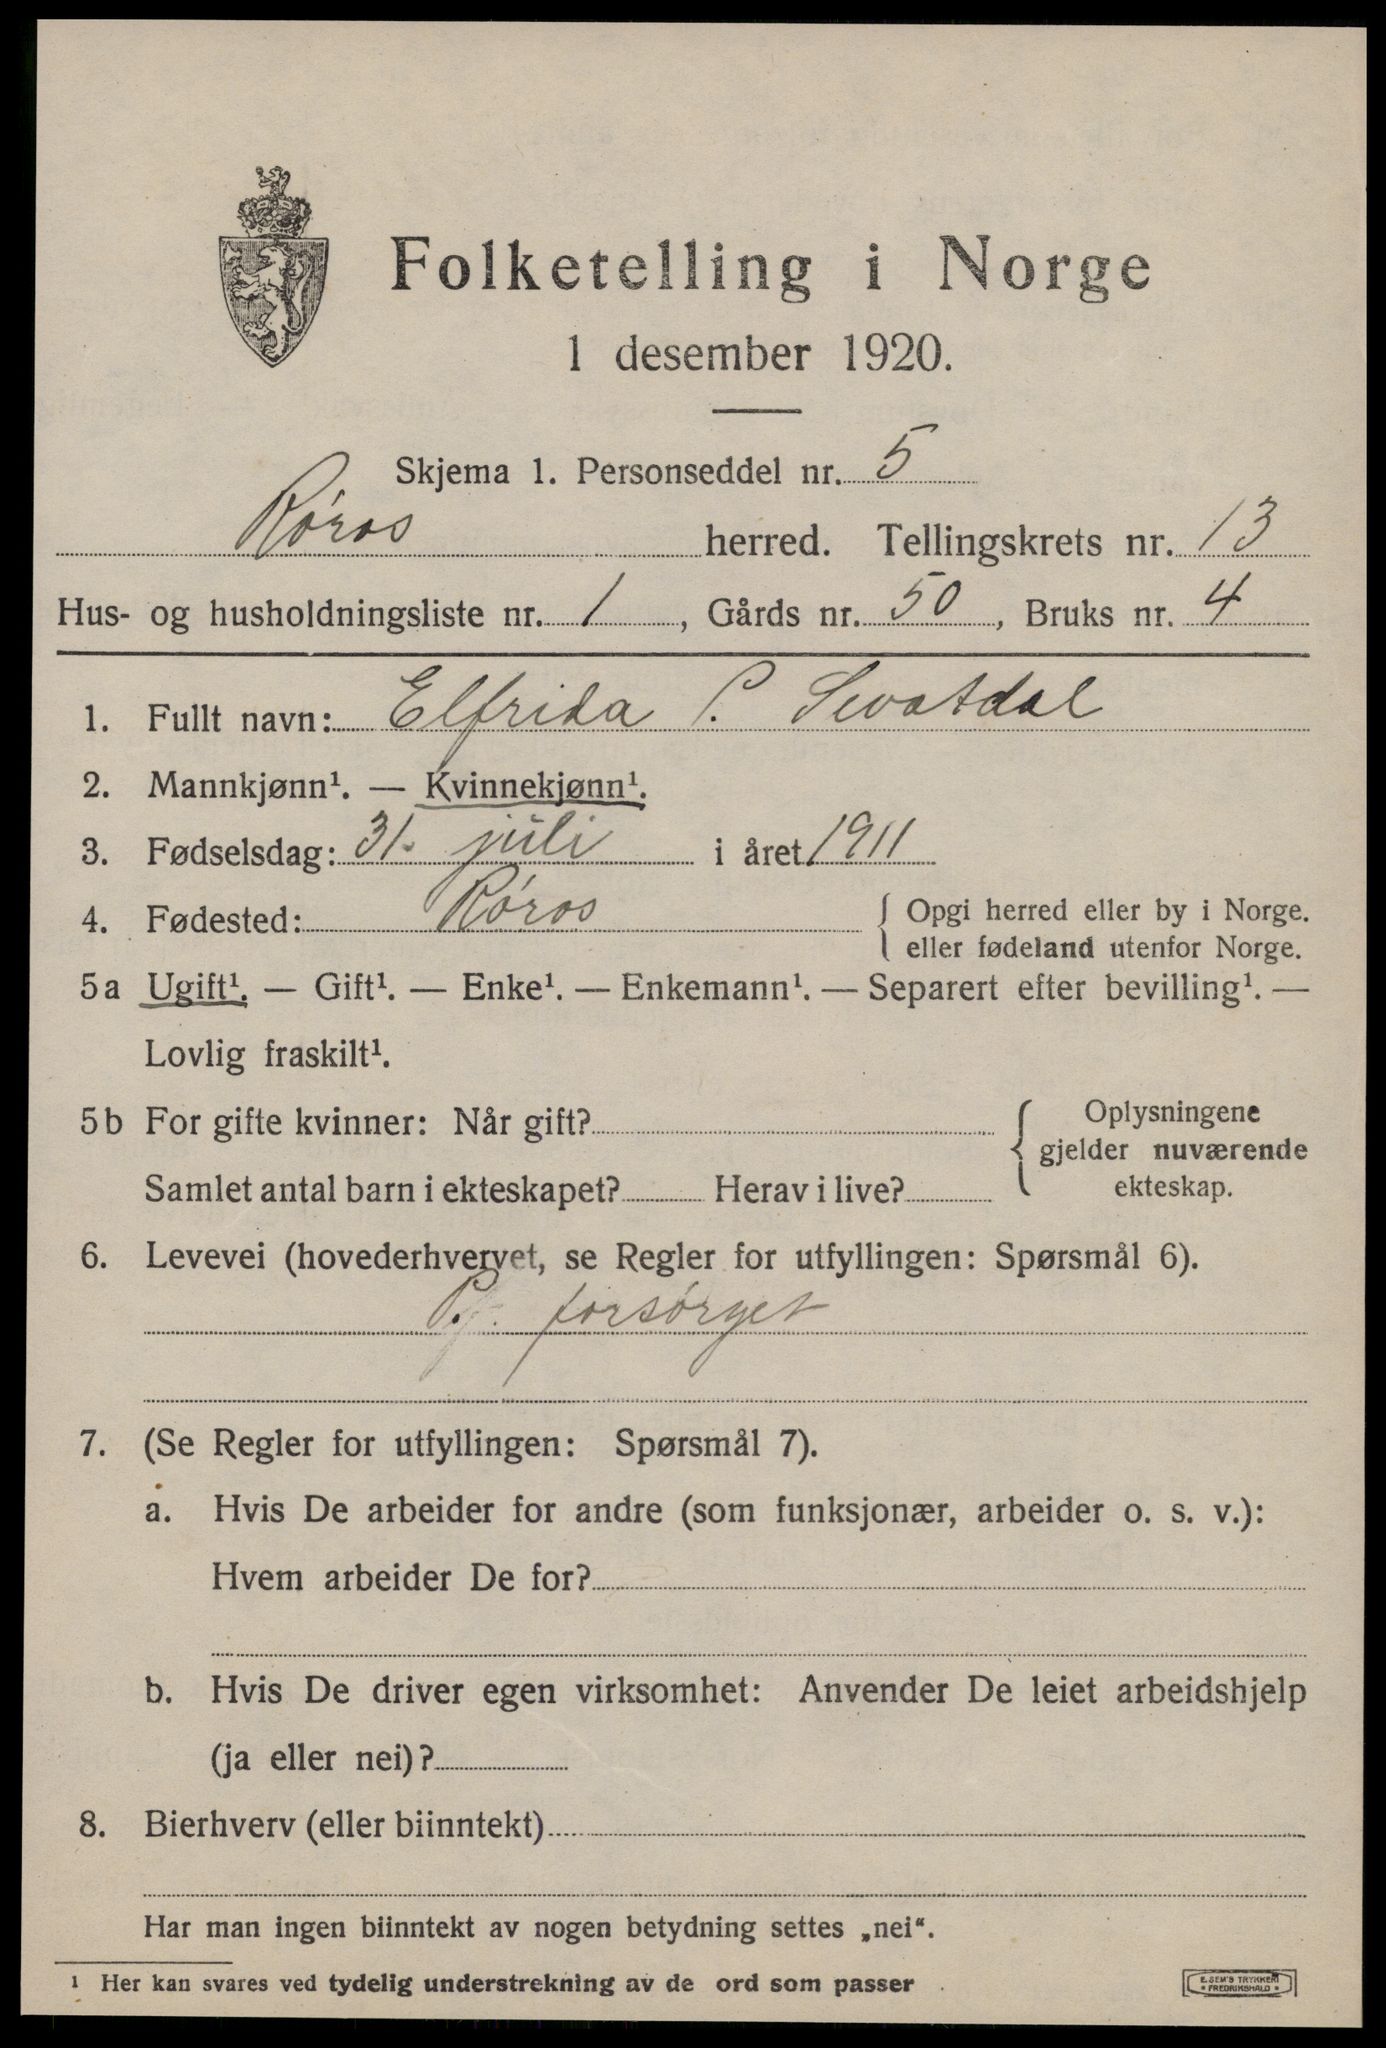 Folketelling i Norge
1 desember 1920.
Skjema 1. Personseddel nr. 5
Røros herred. Tellingskrets nr. 13
Hus- og husholdningsliste nr. 1, Gårds nr. 50, Bruks nr. 4
1. Fullt navn: Elfrida P.
2. Mannkjønn¹. — Kvinnekjønn¹.
3. Fødselsdag: 31. juli i året 1911
4. Fødested: Røros { Opgi herred eller by i Norge.
eller fødeland utenfor Norge.
5a Ugift¹. — Gift¹. — Enke¹. — Enkemann¹. — Separert efter bevilling¹. —
Lovlig fraskilt¹.
5b For gifte kvinner: Når gift? { Oplysningene
gjelder nuværende
Samlet antal barn i ekteskapet? Herav i live? ekteskap.
6. Levevei (hovederhvervet, se Regler for utfyllingen: Spørsmål 6).
forsørget
7. (Se Regler for utfyllingen: Spørsmål 7).
a. Hvis De arbeider for andre (som funksjonær, arbeider o. s. v.):
Hvem arbeider De for?
b. Hvis De driver egen virksomhet: Anvender De leiet arbeidshjelp
(ja eller nei)?
8. Bierhverv (eller biinntekt)
Har man ingen biinntekt av nogen betydning settes „nei“.
¹ Her kan svares ved tydelig understrekning av de ord som passer
E. SEM'S TRYKKERI
• FREDRIKSHALD •